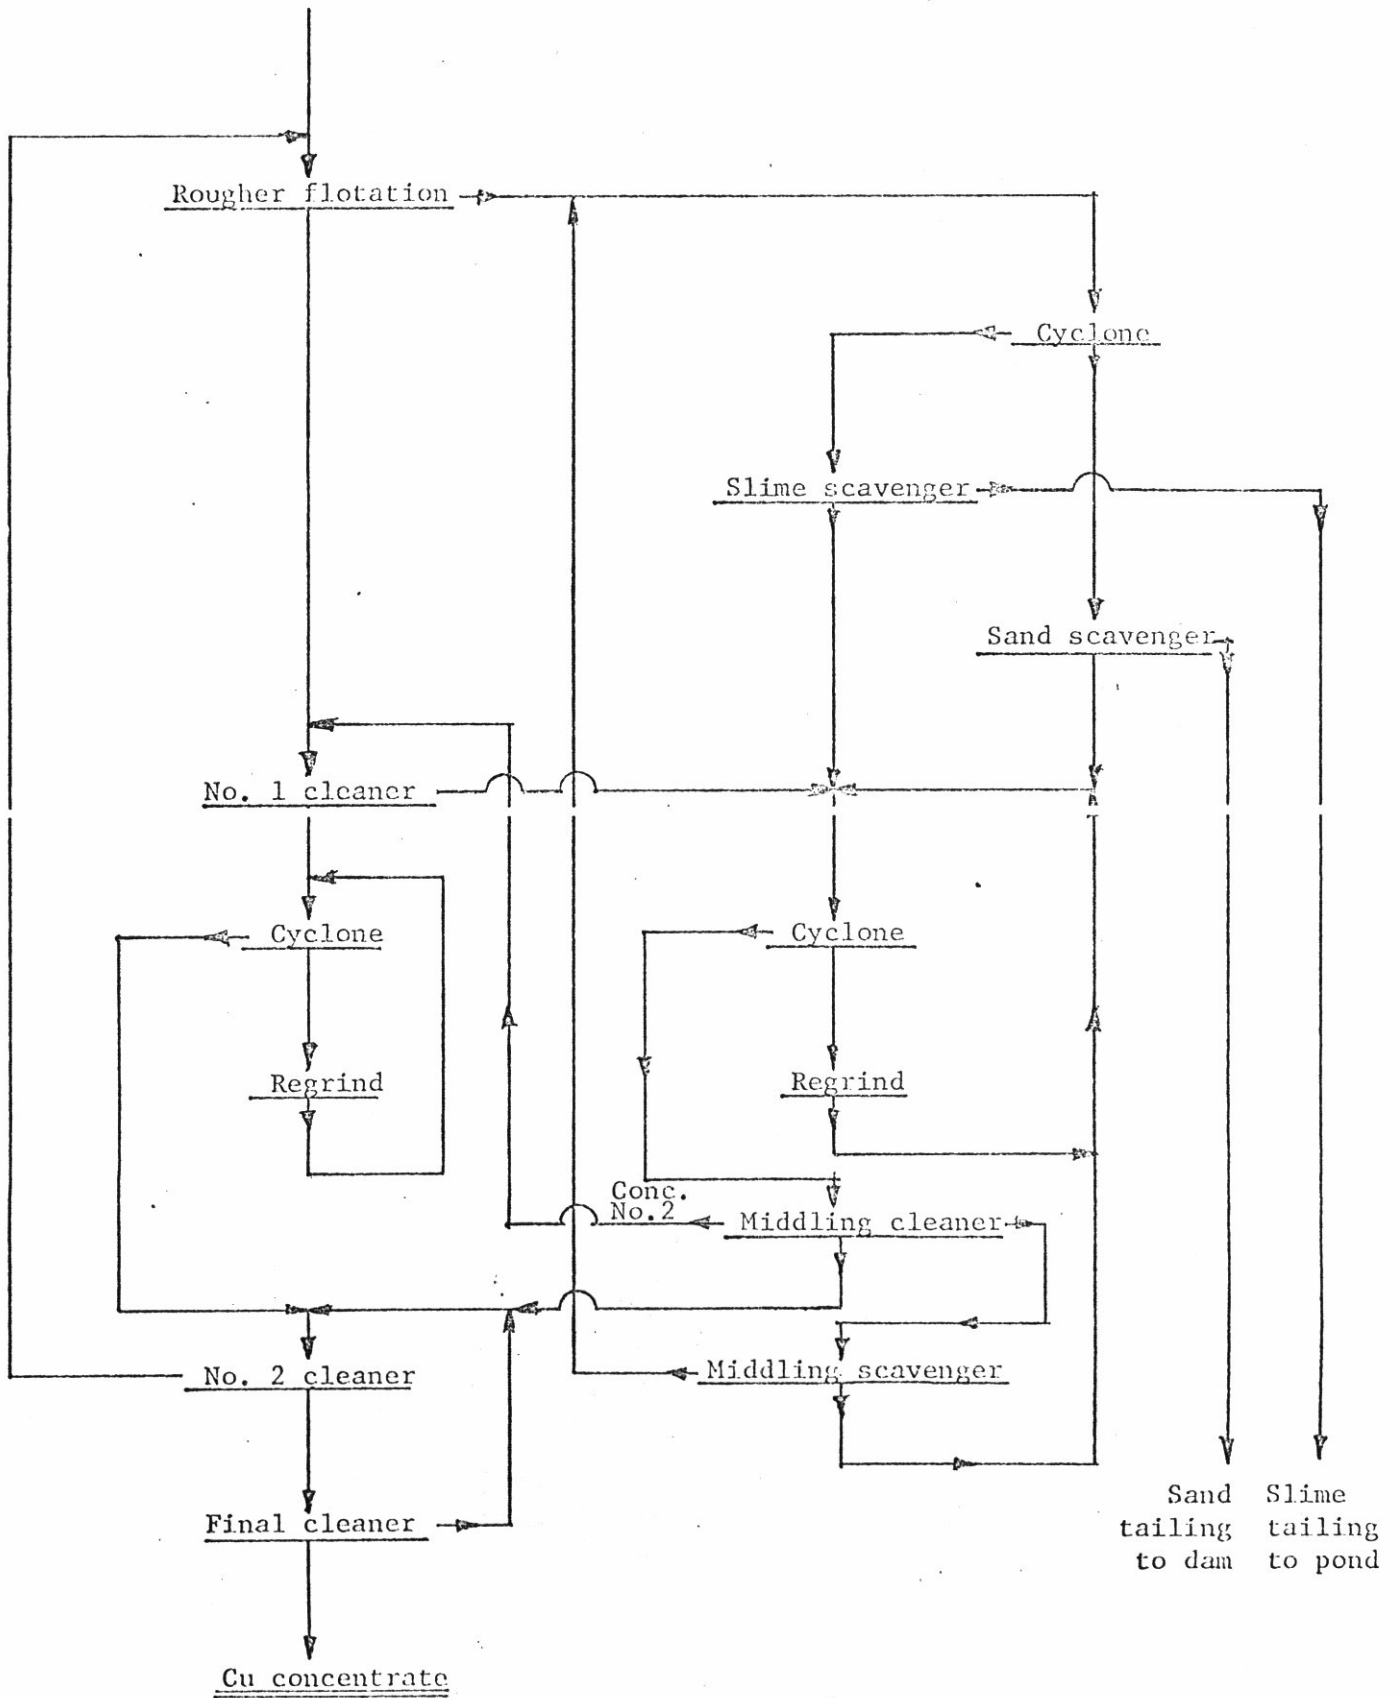 Rougher flotation
Cyclone
Slime scavenger
Sand scavenger
No. 1 cleaner
Cyclone
Cyclone
Regrind
Regrind
Conc.
No.2
Middling cleaner
No. 2 cleaner
Middling scavenger
Final cleaner
Sand
tailing
to dam
Slime
tailing
to pond
Cu concentrate